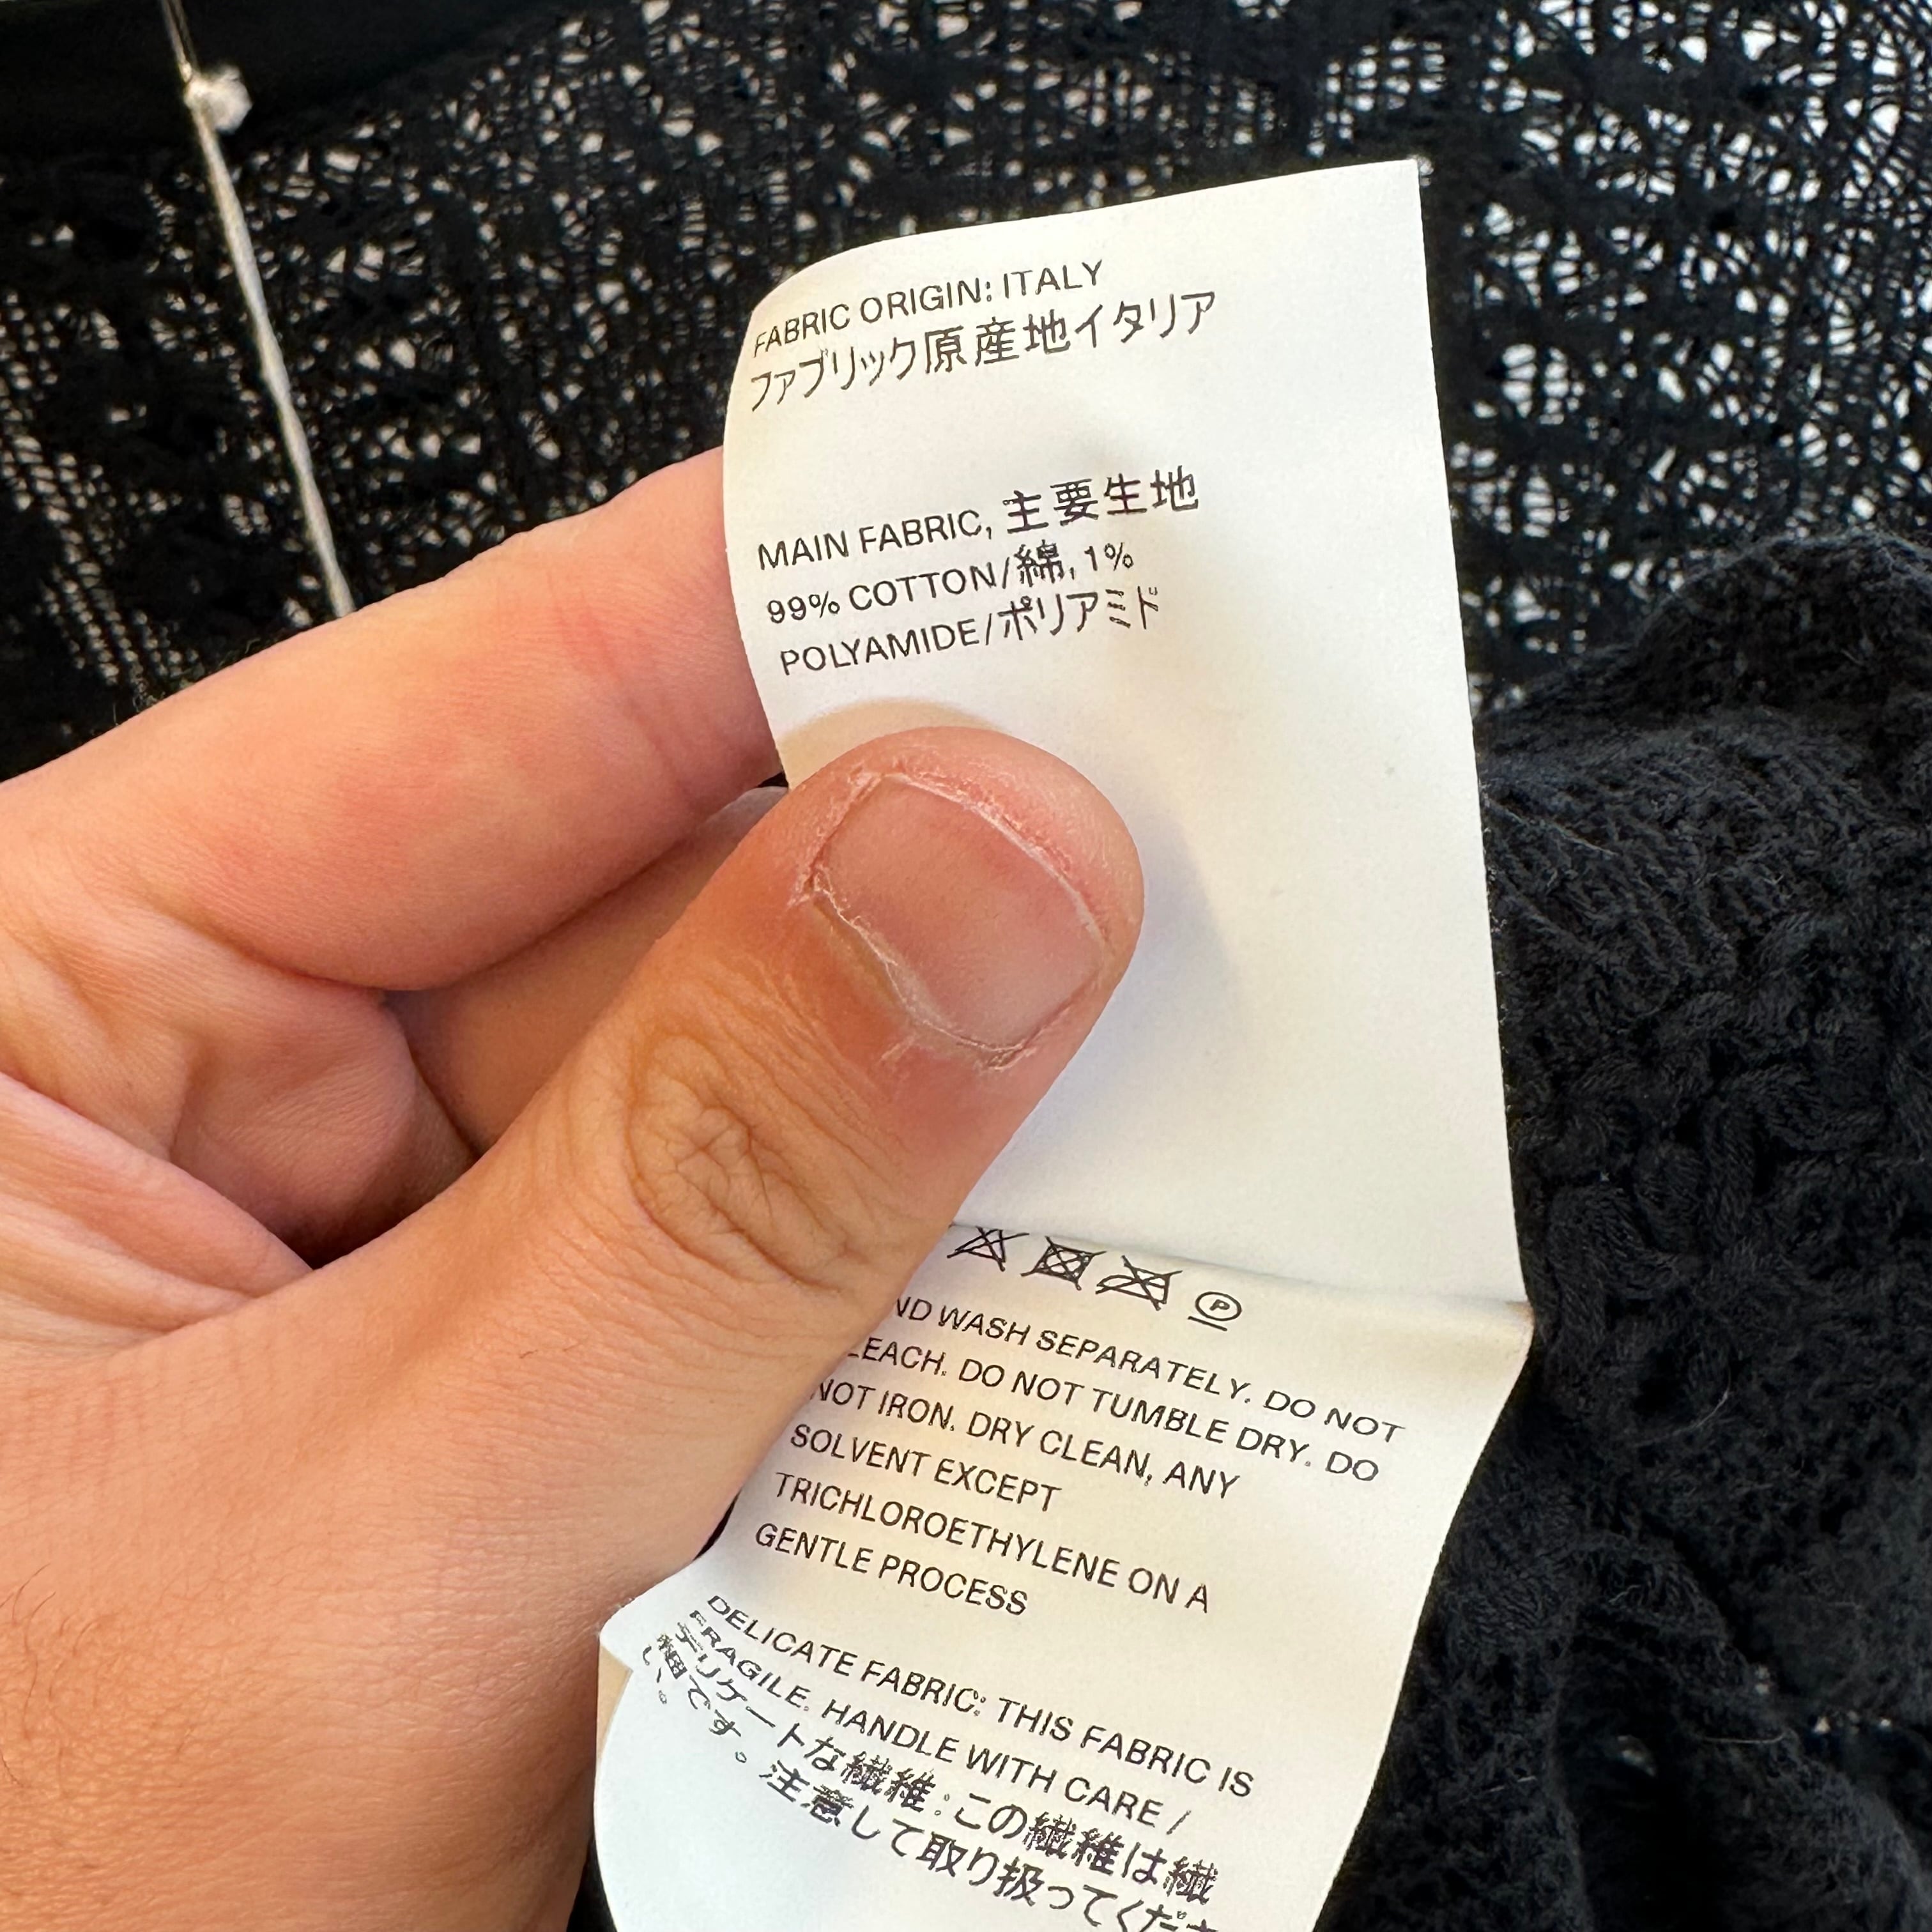 FABRIC ORIGIN: ITALY
ファブリック原産地イタリア
MAIN FABRIC, 主要生地
99% COTTON/綿, 1%
POLYAMIDE/ポリアミド
P
WASH SEPARATELY. DO NOT
DO NOT TUMBLE DRY. DO
NOT IRON. DRY CLEAN, ANY
SOLVENT EXCEPT
TRICHLOROETHYLENE ON A
GENTLE PROCESS
DELICATE FABRIC: THIS FABRIC IS
FRAGILE. HANDLE WITH CARE /
デリケートな繊維:この繊維は繊
細です。注意して取り扱ってくださ
い。